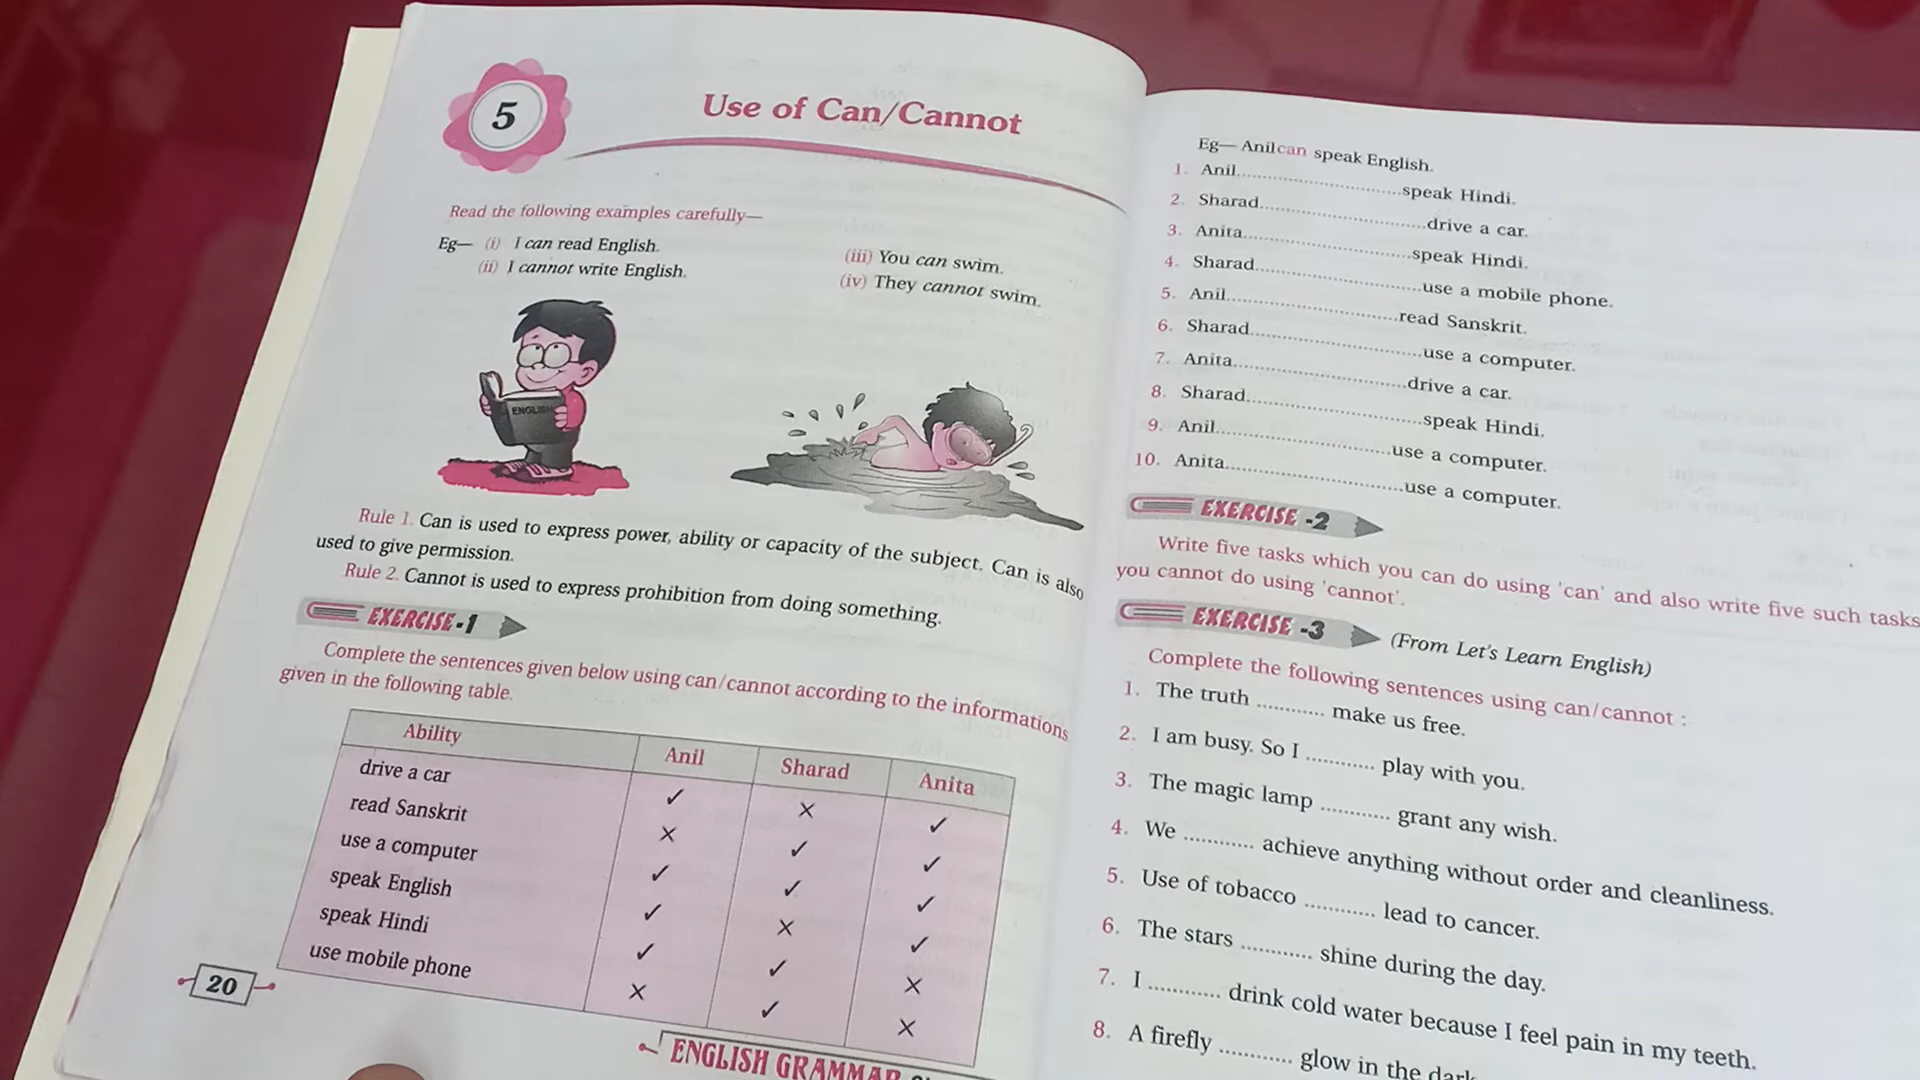 5
Use of Can/Cannot
Read the following examples carefully—
Eg— (i) I can read English.
(ii) I cannot write English.
(iii) You can swim.
(iv) They cannot swim.
ENGLISH
Rule 1. Can is used to express power, ability or capacity of the subject. Can is also
used to give permission.
Rule 2. Cannot is used to express prohibition from doing something.
EXERCISE-1
Complete the sentences given below using can/cannot according to the informations
given in the following table.
Ability Anil Sharad Anita
drive a car ✓ × ✓
read Sanskrit × ✓ ✓
use a computer ✓ ✓ ✓
speak English ✓ × ✓
speak Hindi ✓ ✓ ×
use mobile phone × ✓ ×
20
ENGLISH GRAMMAR
Eg— Anilcan speak English.
1. Anil..............................speak Hindi.
2. Sharad..............................drive a car.
3. Anita..............................speak Hindi.
4. Sharad..............................use a mobile phone.
5. Anil..............................read Sanskrit.
6. Sharad..............................use a computer.
7. Anita..............................drive a car.
8. Sharad..............................speak Hindi.
9. Anil..............................use a computer.
10. Anita..............................use a computer.
EXERCISE -2
Write five tasks which you can do using 'can' and also write five such tasks
you cannot do using 'cannot'.
EXERCISE -3 (From Let's Learn English)
Complete the following sentences using can/cannot :
1. The truth ............ make us free.
2. I am busy. So I ............ play with you.
3. The magic lamp ............ grant any wish.
4. We ............ achieve anything without order and cleanliness.
5. Use of tobacco ............ lead to cancer.
6. The stars ............ shine during the day.
7. I ............ drink cold water because I feel pain in my teeth.
8. A firefly ............ glow in the dark